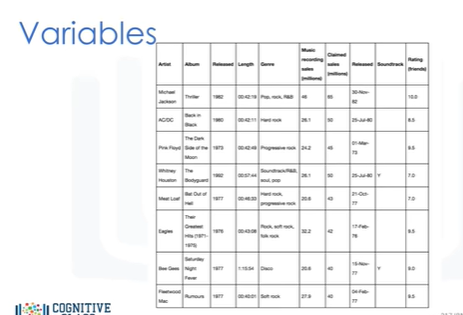 Variables
Artist Album Released Length Genre Music recording sales (millions) Claimed sales (millions) Released Soundtrack Rating (friends)
Michael Jackson Thriller 1982 00:42:19 Pop, rock, R&B 46 65 30-Nov-82 10.0
AC/DC Back in Black 1980 00:42:11 Hard rock 26.1 50 25-Jul-80 8.5
Pink Floyd The Dark Side of the Moon 1973 00:42:49 Progressive rock 24.2 45 01-Mar-73 9.5
Whitney Houston The Bodyguard 1992 00:57:44 Soundtrack/R&B, soul, pop 26.1 50 25-Jul-80 Y 7.0
Meat Loaf Bat Out of Hell 1977 00:46:33 Hard rock, progressive rock 20.6 43 21-Oct-77 7.0
Eagles Their Greatest Hits (1971-1975) 1976 00:43:08 Rock, soft rock, folk rock 32.2 42 17-Feb-76 9.5
Bee Gees Saturday Night Fever 1977 1:15:54 Disco 20.6 40 15-Nov-77 Y 9.0
Fleetwood Mac Rumours 1977 00:40:01 Soft rock 27.9 40 04-Feb-77 9.5
COGNITIVE